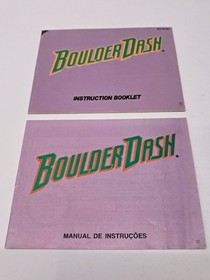 BOULDER DASH
INSTRUCTION BOOKLET
BOULDER DASH
MANUAL DE INSTRUÇÕES